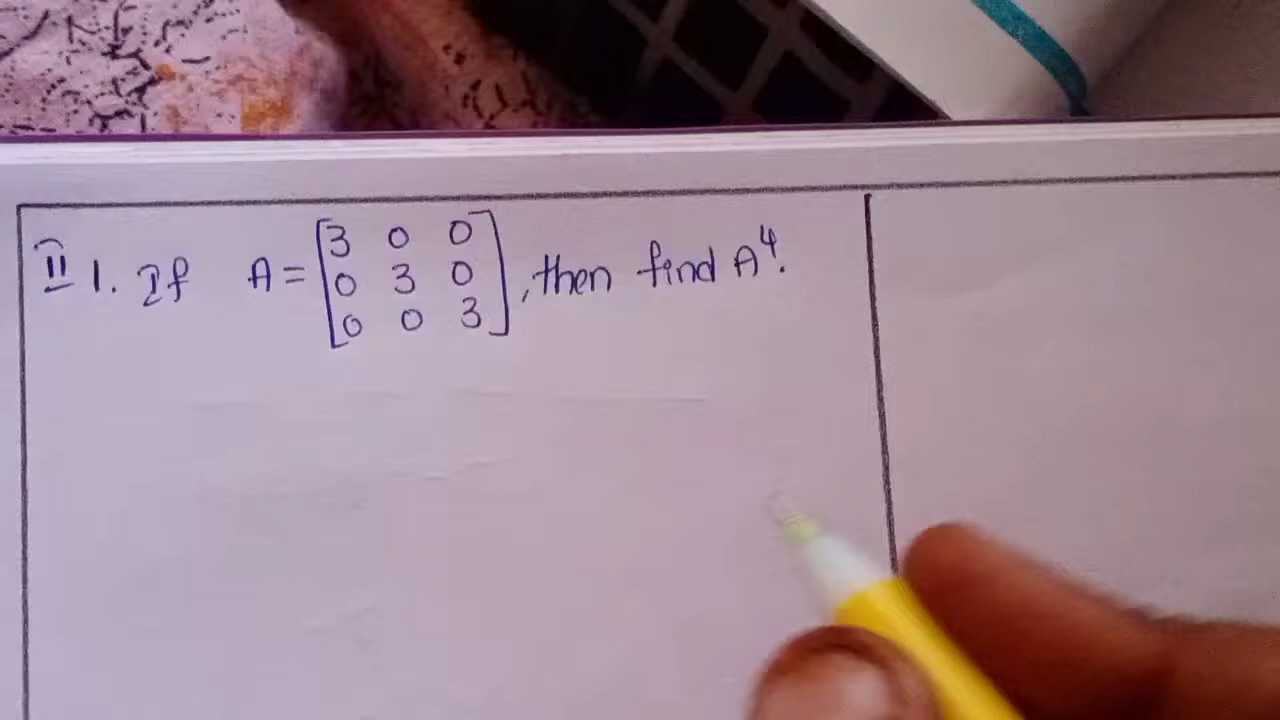 II 1. If A = [3 0 0
0 3 0
0 0 3], then find A⁴.